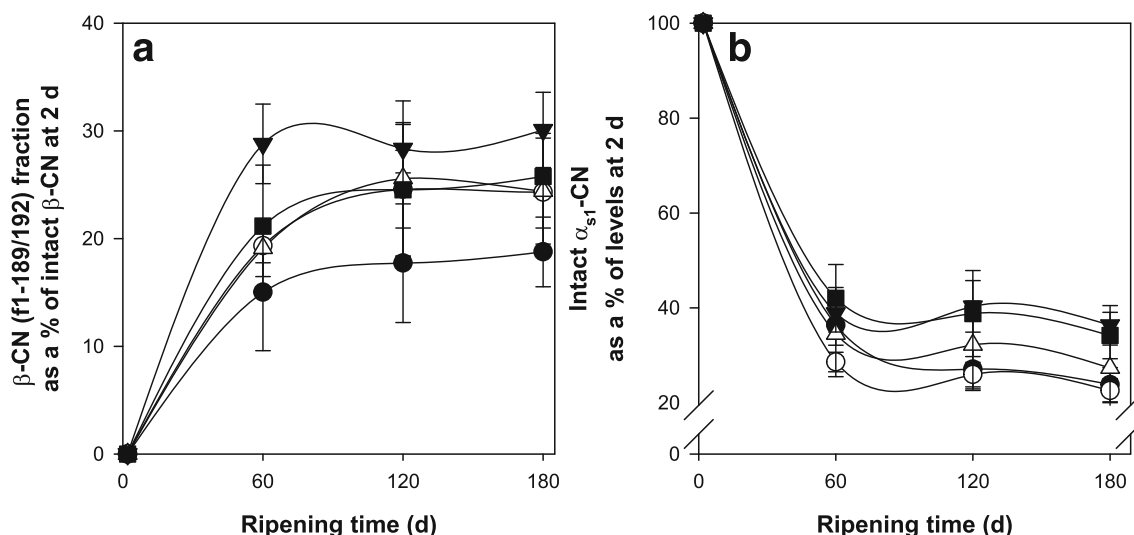 a
β-CN (f1-189/192) fraction
as a % of intact β-CN at 2 d
40
30
20
10
0
0 60 120 180
Ripening time (d)
b
Intact αs1-CN
as a % of levels at 2 d
100
80
60
40
20
0
0 60 120 180
Ripening time (d)